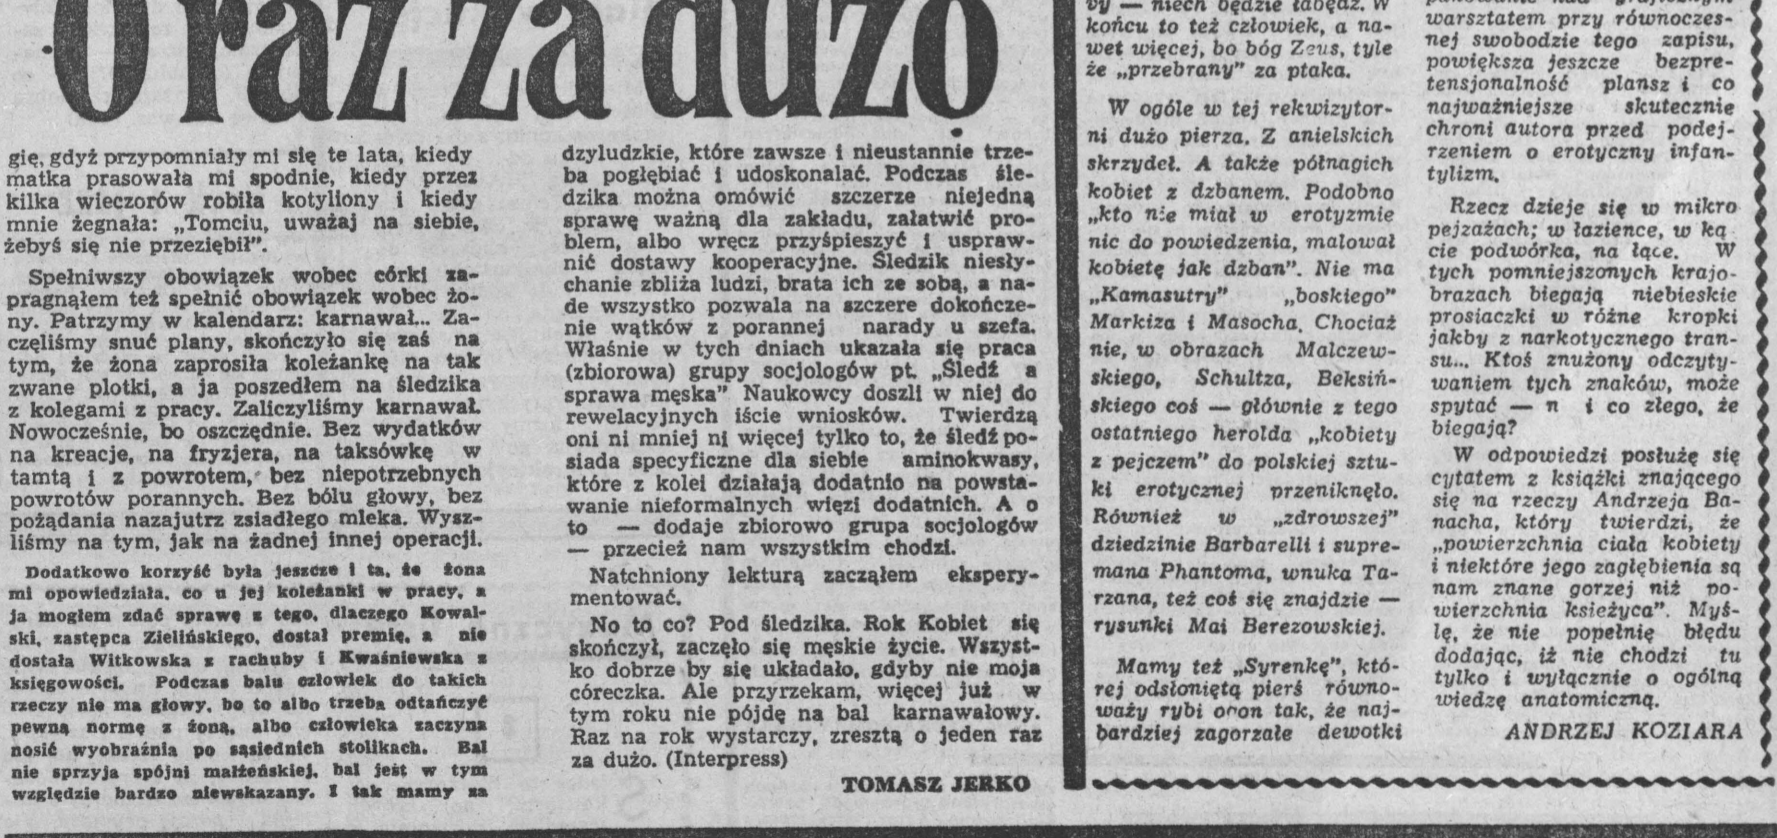 O raz za dużo
gię, gdyż przypomniały mi się te lata, kiedy
matka prasowała mi spodnie, kiedy przez
kilka wieczorów robiła kotyliony i kiedy
mnie żegnała: „Tomciu, uważaj na siebie,
żebyś się nie przeziębił".
Spełniwszy obowiązek wobec córki za-
pragnąłem też spełnić obowiązek wobec żo-
ny. Patrzymy w kalendarz: karnawał... Za-
częliśmy snuć plany, skończyło się zaś na
tym, że żona zaprosiła koleżankę na tak
zwane plotki, a ja poszedłem na śledzika
z kolegami z pracy. Zaliczyliśmy karnawał.
Nowocześnie, bo oszczędnie. Bez wydatków
na kreacje, na fryzjera, na taksówkę w
tamtą i z powrotem, bez niepotrzebnych
powrotów porannych. Bez bólu głowy, bez
pożądania nazajutrz zsiadłego mleka. Wysz-
liśmy na tym, jak na żadnej innej operacji.
Dodatkowo korzyść była jeszcze i ta, że żona
mi opowiedziała, co u jej koleżanki w pracy, a
ja mogłem zdać sprawę z tego, dlaczego Kowal-
ski, zastępca Zielińskiego, dostał premię, a nie
dostała Witkowska z rachuby i Kwaśniewska z
księgowości. Podczas balu człowiek do takich
rzeczy nie ma głowy, bo to albo trzeba odtańczyć
pewną normę z żoną, albo człowieka zaczyna
nosić wyobraźnia po sąsiednich stolikach. Bal
nie sprzyja spójni małżeńskiej, bal jest w tym
względzie bardzo niewskazany. I tak mamy za
dzyludzkie, które zawsze i nieustannie trze-
ba pogłębiać i udoskonalać. Podczas śle-
dzika można omówić szczerze niejedną
sprawę ważną dla zakładu, załatwić pro-
blem, albo wręcz przyśpieszyć i uspraw-
nić dostawy kooperacyjne. Śledzik niesły-
chanie zbliża ludzi, brata ich ze sobą, a na-
de wszystko pozwala na szczere dokończe-
nie wątków z porannej narady u szefa.
Właśnie w tych dniach ukazała się praca
(zbiorowa) grupy socjologów pt. „Śledź a
sprawa męska" Naukowcy doszli w niej do
rewelacyjnych iście wniosków. Twierdzą
oni ni mniej ni więcej tylko to, że śledź po-
siada specyficzne dla siebie aminokwasy,
które z kolei działają dodatnio na powsta-
wanie nieformalnych więzi dodatnich. A o
to — dodaje zbiorowo grupa socjologów
— przecież nam wszystkim chodzi.
Natchniony lekturą zacząłem ekspery-
mentować.
No to co? Pod śledzika. Rok Kobiet się
skończył, zaczęło się męskie życie. Wszyst-
ko dobrze by się układało, gdyby nie moja
córeczka. Ale przyrzekam, więcej już w
tym roku nie pójdę na bal karnawałowy.
Raz na rok wystarczy, zresztą o jeden raz
za dużo. (Interpress)
TOMASZ JERKO
by — niech będzie łabędź. W
końcu to też człowiek, a na-
wet więcej, bo bóg Zeus, tyle
że „przebrany" za ptaka.
W ogóle w tej rekwizytor-
ni dużo pierza. Z anielskich
skrzydeł. A także półnagich
kobiet z dzbanem. Podobno
„kto nie miał w erotyzmie
nic do powiedzenia, malował
kobietę jak dzban". Nie ma
„Kamasutry" „boskiego"
Markiza i Masocha. Chociaż
nie, w obrazach Malczew-
skiego, Schultza, Beksiń-
skiego coś — głównie z tego
ostatniego herolda „kobiety
z pejczem" do polskiej sztu-
ki erotycznej przeniknęło.
Również w „zdrowszej"
dziedzinie Barbarelli i supre-
mana Phantoma, wnuka Ta-
rzana, też coś się znajdzie —
rysunki Mai Berezowskiej.
Mamy też „Syrenkę", któ-
rej odsłoniętą pierś równo-
waży rybi ogon tak, że naj-
bardziej zagorzałe dewotki
warsztatem przy równoczes-
nej swobodzie tego zapisu,
powiększa jeszcze bezpre-
tensjonalność plansz i co
najważniejsze skutecznie
chroni autora przed podej-
rzeniem o erotyczny infan-
tylizm.
Rzecz dzieje się w mikro
pejzażach; w łazience, w ką
cie podwórka, na łące. W
tych pomniejszonych krajo-
brazach biegają niebieskie
prosiaczki w różne kropki
jakby z narkotycznego tran-
su... Ktoś znużony odczyty-
waniem tych znaków, może
spytać — n i co złego, że
biegają?
W odpowiedzi posłużę się
cytatem z książki znającego
się na rzeczy Andrzeja Ba-
nacha, który twierdzi, że
„powierzchnia ciała kobiety
i niektóre jego zagłębienia są
nam znane gorzej niż po-
wierzchnia księżyca". Myś-
lę, że nie popełnię błędu
dodając, iż nie chodzi tu
tylko i wyłącznie o ogólną
wiedzę anatomiczną.
ANDRZEJ KOZIARA